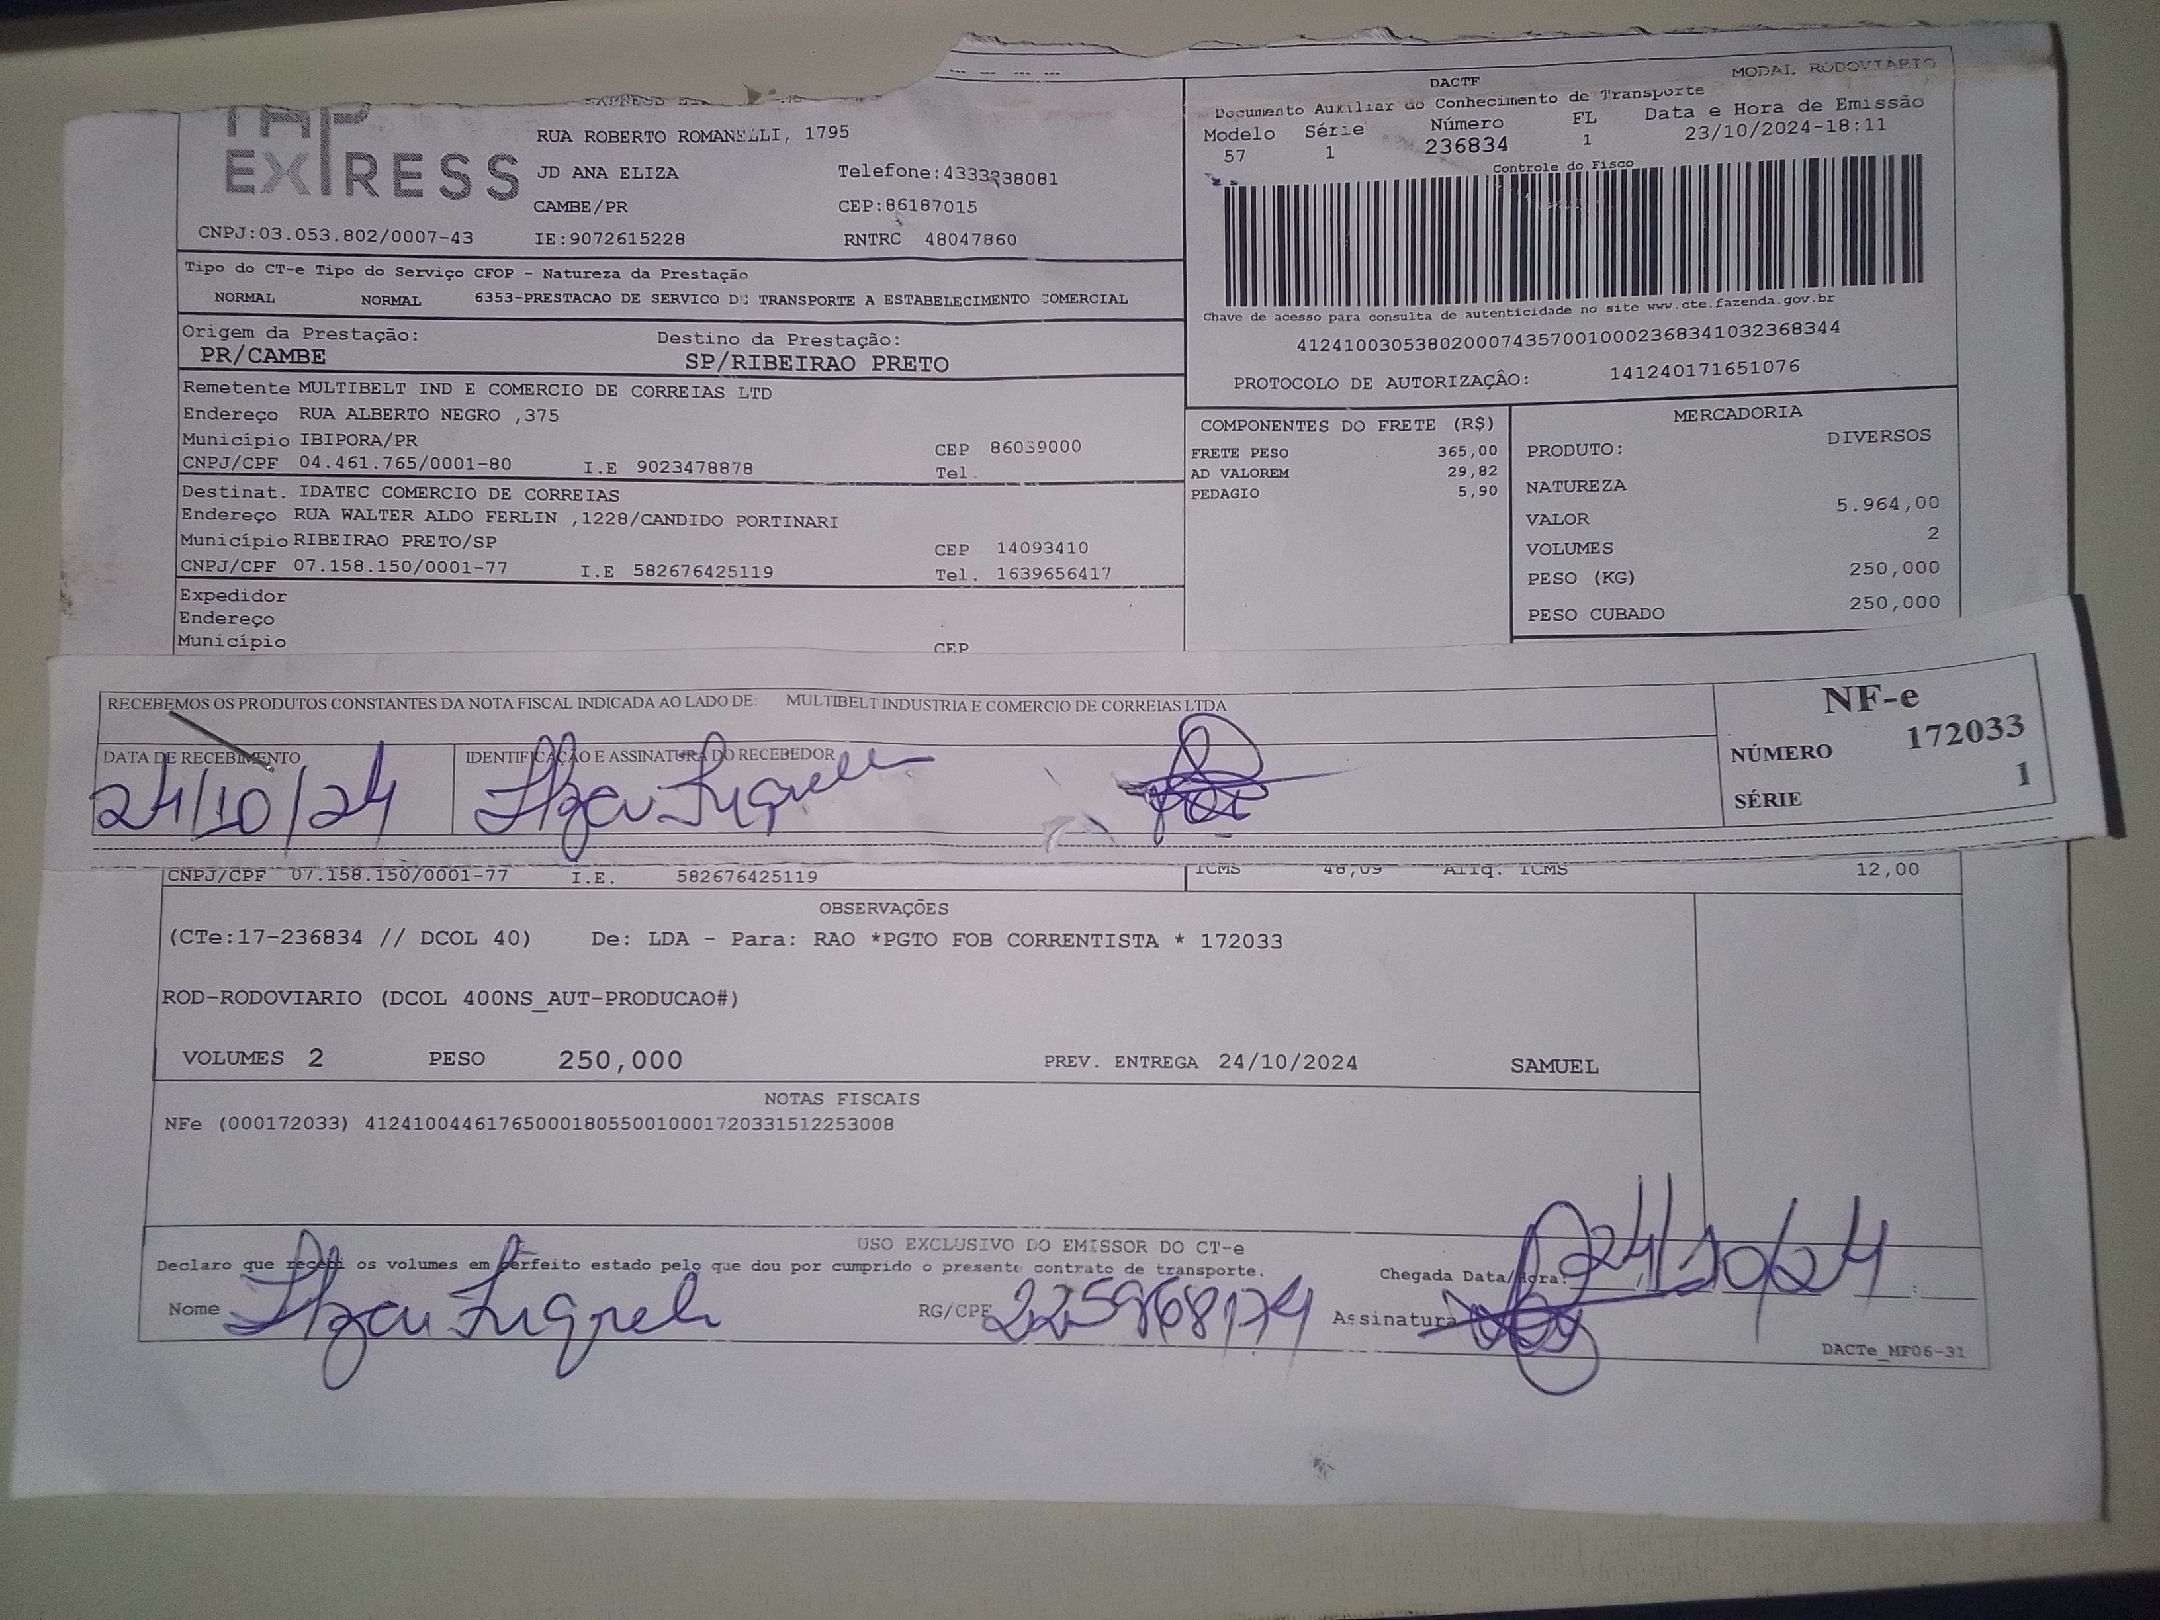 TAP
EXPRESS
RUA ROBERTO ROMANELLI, 1795
JD ANA ELIZA Telefone:4333338081
CAMBE/PR CEP:86187015
CNPJ:03.053.802/0007-43 IE:9072615228 RNTRC 48047860
Tipo do CT-e Tipo do Serviço CFOP - Natureza da Prestação
NORMAL NORMAL 6353-PRESTACAO DE SERVICO DE TRANSPORTE A ESTABELECIMENTO COMERCIAL
Origem da Prestação: Destino da Prestação:
PR/CAMBE SP/RIBEIRAO PRETO
Remetente MULTIBELT IND E COMERCIO DE CORREIAS LTD
Endereço RUA ALBERTO NEGRO ,375
Município IBIPORA/PR CEP 86039000
CNPJ/CPF 04.461.765/0001-80 I.E 9023478878 Tel.
Destinat. IDATEC COMERCIO DE CORREIAS
Endereço RUA WALTER ALDO FERLIN ,1228/CANDIDO PORTINARI
Município RIBEIRAO PRETO/SP CEP 14093410
CNPJ/CPF 07.158.150/0001-77 I.E 582676425119 Tel. 1639656417
Expedidor
Endereço
Município CEP
DACTE MODAL RODOVIÁRIO
Documento Auxiliar do Conhecimento de Transporte
Modelo Série Número FL Data e Hora de Emissão
57 1 236834 1 23/10/2024-18:11
Controle do Fisco
Chave de acesso para consulta de autenticidade no site www.cte.fazenda.gov.br
41241003053802000743570010002368341032368344
PROTOCOLO DE AUTORIZAÇÃO: 141240171651076
COMPONENTES DO FRETE (R$)
FRETE PESO 365,00
AD VALOREM 29,82
PEDAGIO 5,90
MERCADORIA
PRODUTO: DIVERSOS
NATUREZA
VALOR 5.964,00
VOLUMES 2
PESO (KG) 250,000
PESO CUBADO 250,000
RECEBEMOS OS PRODUTOS CONSTANTES DA NOTA FISCAL INDICADA AO LADO DE: MULTIBELT INDUSTRIA E COMERCIO DE CORREIAS LTDA
DATA DE RECEBIMENTO IDENTIFICAÇÃO E ASSINATURA DO RECEBEDOR
24/10/24
NF-e
NÚMERO 172033
SÉRIE 1
CNPJ/CPF 07.158.150/0001-77 I.E. 582676425119 ICMS 48,09 Aliq. ICMS 12,00
OBSERVAÇÕES
(CTe:17-236834 // DCOL 40) De: LDA - Para: RAO *PGTO FOB CORRENTISTA * 172033
ROD-RODOVIARIO (DCOL 400NS_AUT-PRODUCAO#)
VOLUMES 2 PESO 250,000 PREV. ENTREGA 24/10/2024 SAMUEL
NOTAS FISCAIS
NFe (000172033) 41241004461765000180550010001720331512253008
USO EXCLUSIVO DO EMISSOR DO CT-e
Declaro que recebi os volumes em perfeito estado pelo que dou por cumprido o presente contrato de transporte.
Chegada Data/Hora: 24/10/24
Nome RG/CPF 225968174 Assinatura
DACTe_MF06-31